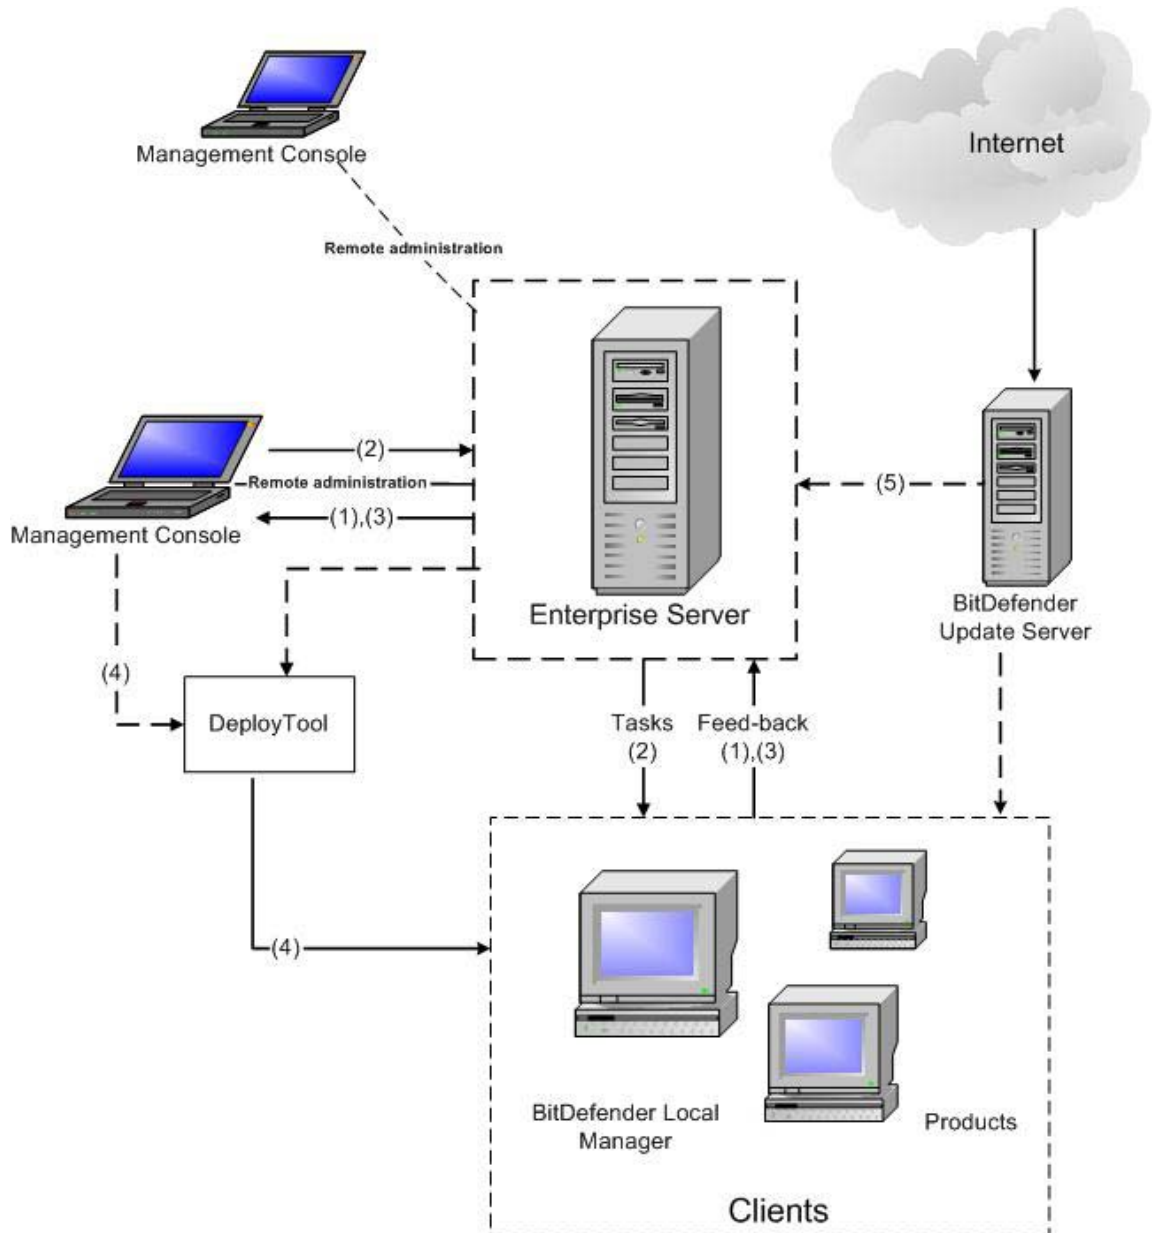 Management Console
Internet
Remote administration
(2)
Remote administration
(1),(3)
Management Console
(5)
Enterprise Server
BitDefender
Update Server
(4)
DeployTool
Tasks
(2)
Feed-back
(1),(3)
(4)
BitDefender Local
Manager
Products
Clients